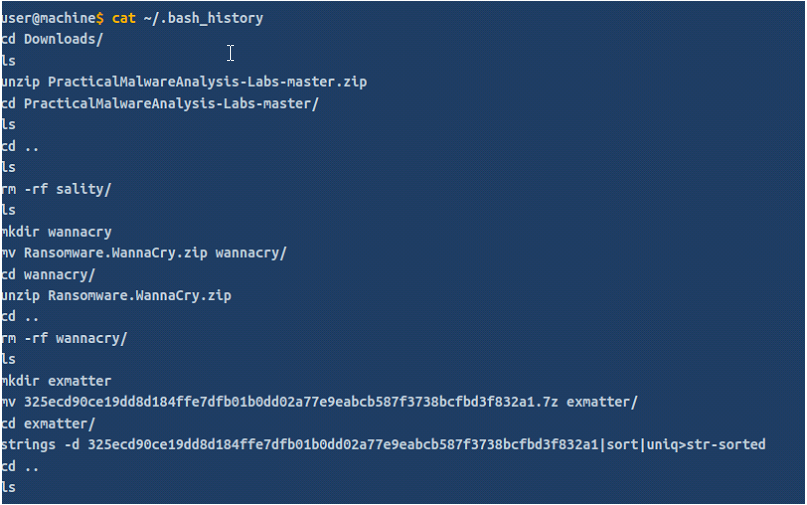 user@machine$ cat ~/.bash_history
cd Downloads/
ls
unzip PracticalMalwareAnalysis-Labs-master.zip
cd PracticalMalwareAnalysis-Labs-master/
ls
cd ..
ls
rm -rf sality/
ls
mkdir wannacry
mv Ransomware.WannaCry.zip wannacry/
cd wannacry/
unzip Ransomware.WannaCry.zip
cd ..
rm -rf wannacry/
ls
mkdir exmatter
mv 325ecd90ce19dd8d184ffe7dfb01b0dd02a77e9eabcb587f3738bcfbd3f832a1.7z exmatter/
cd exmatter/
strings -d 325ecd90ce19dd8d184ffe7dfb01b0dd02a77e9eabcb587f3738bcfbd3f832a1|sort|uniq>str-sorted
cd ..
ls